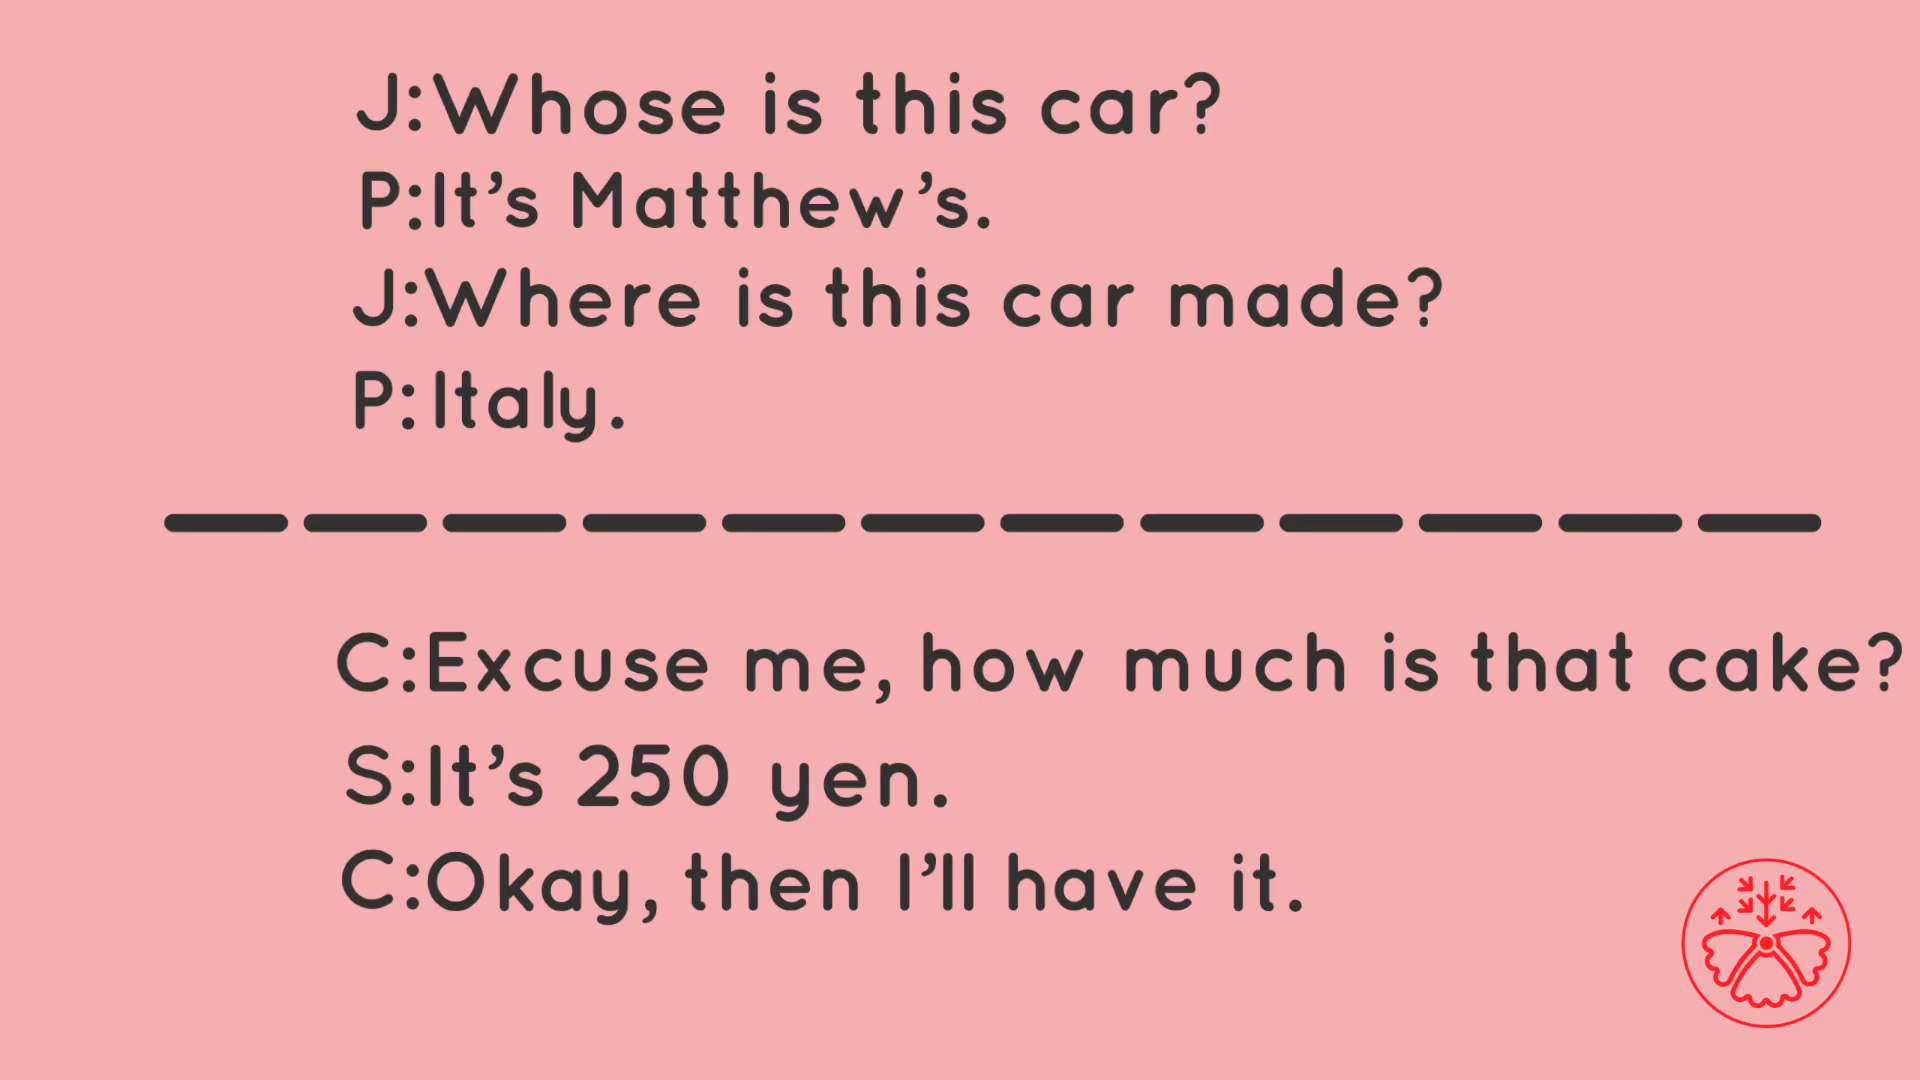 J:Whose is this car?
P:It’s Matthew’s.
J:Where is this car made?
P:Italy.
C:Excuse me, how much is that cake?
S:It’s 250 yen.
C:Okay, then I’ll have it.